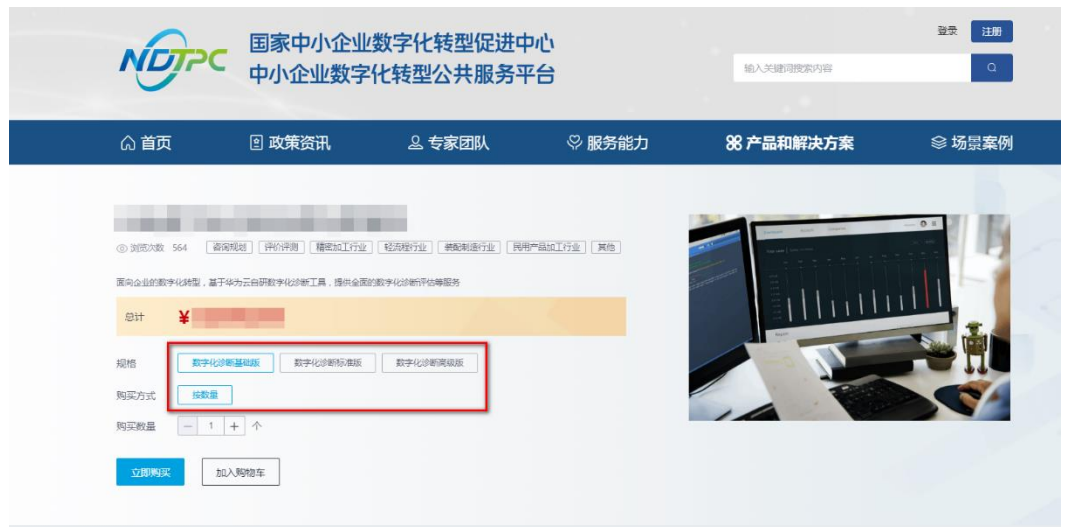 登录 注册
NDTPC
国家中小企业数字化转型促进中心
中小企业数字化转型公共服务平台
输入关键词搜索内容
首页 政策资讯 专家团队 服务能力 产品和解决方案 场景案例
浏览次数 564 咨询规划 评价评测 精密加工行业 轻流程行业 装配制造行业 民用产品加工行业 其他
面向企业的数字化转型，基于华为云自研数字化诊断工具，提供全面的数字化诊断评估等服务
总计 ¥
规格 数字化诊断基础版 数字化诊断标准版 数字化诊断高级版
购买方式 按数量
购买数量 － 1 + 个
立即购买 加入购物车